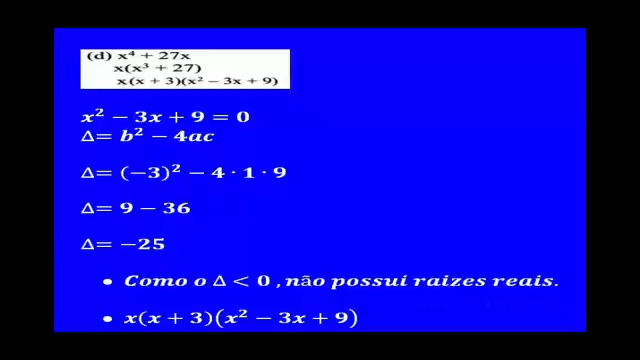 (d) x⁴ + 27x
x(x³ + 27)
x(x + 3)(x² − 3x + 9)
x² − 3x + 9 = 0
Δ= b² − 4ac
Δ= (−3)² − 4 · 1 · 9
Δ= 9 − 36
Δ= −25
• Como o Δ < 0 , não possui raizes reais.
• x(x + 3)(x² − 3x + 9)